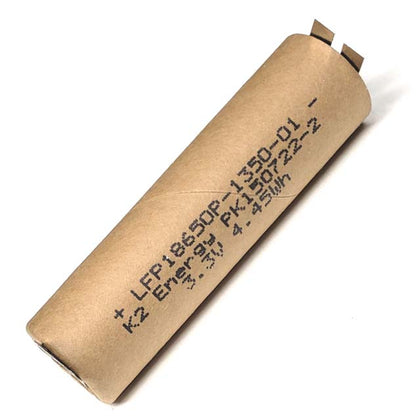 + LFP18650P-1350-01 -
K2 Energy PK150722-2
3.3V 4.45Wh